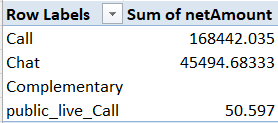 Row Labels Sum of netAmount
Call 168442.035
Chat 45494.68333
Complementary
public_live_Call 50.597